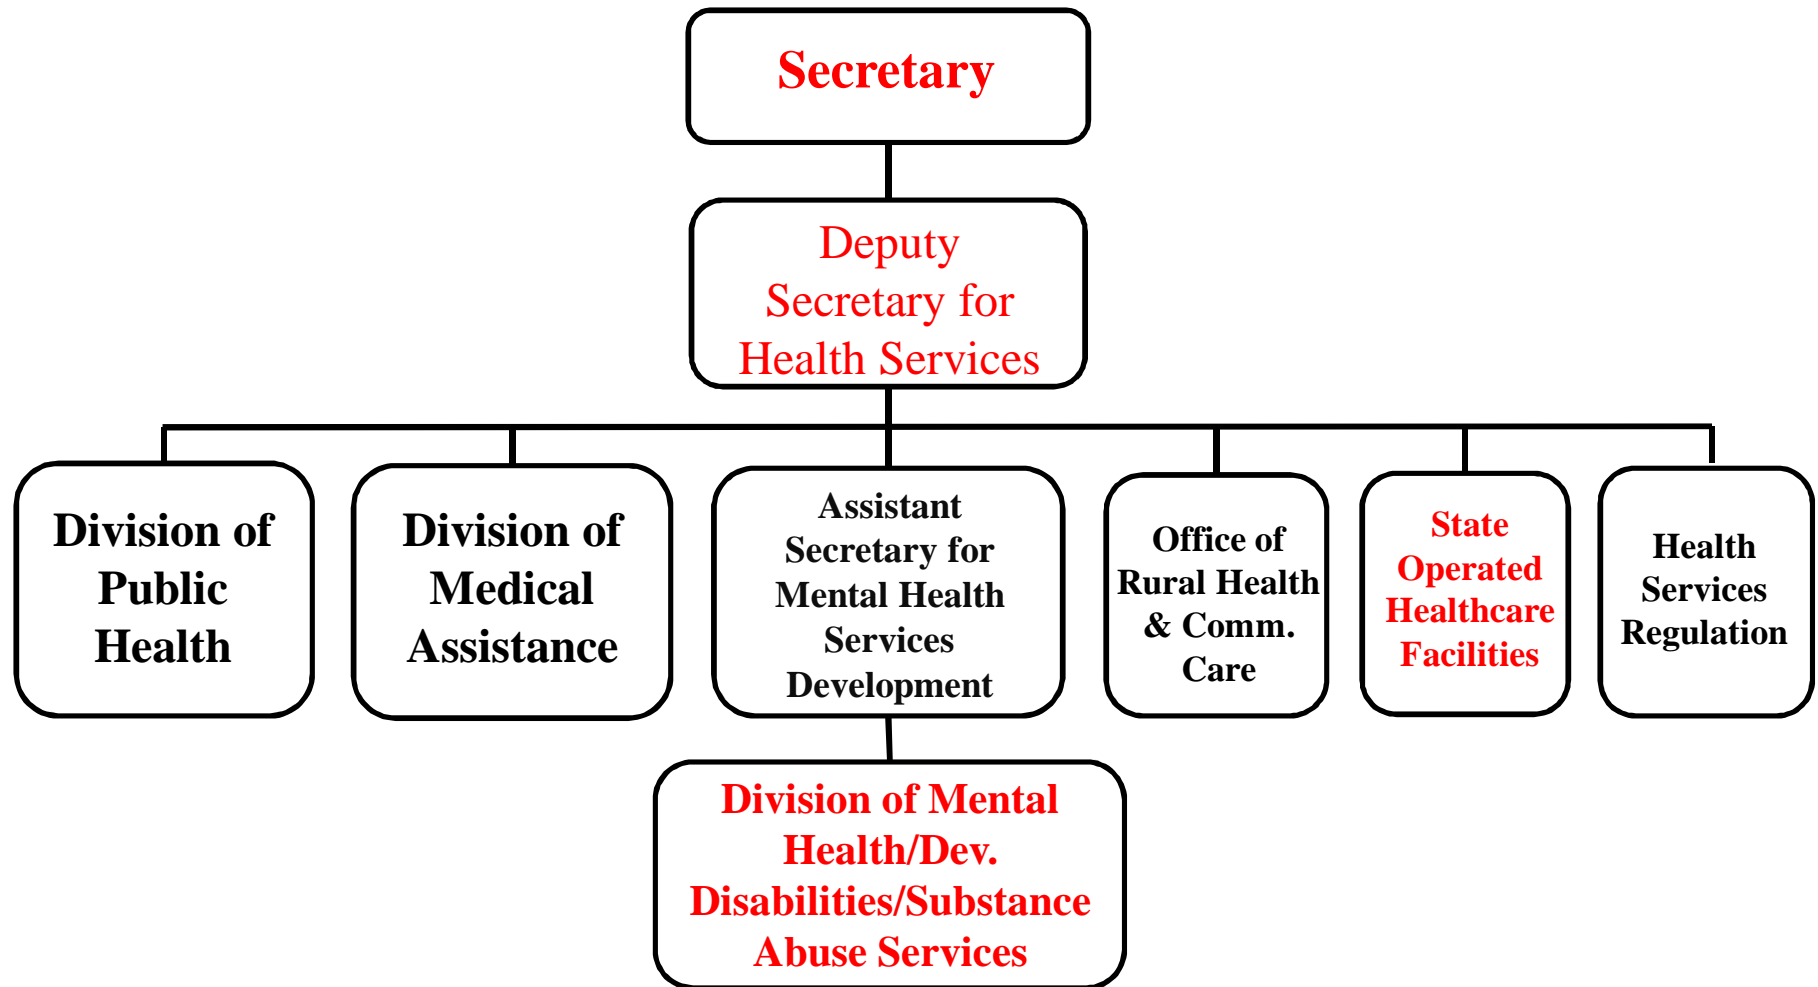 Secretary
Deputy
Secretary for
Health Services
Division of
Public
Health
Division of
Medical
Assistance
Assistant
Secretary for
Mental Health
Services
Development
Office of
Rural Health
& Comm.
Care
State
Operated
Healthcare
Facilities
Health
Services
Regulation
Division of Mental
Health/Dev.
Disabilities/Substance
Abuse Services